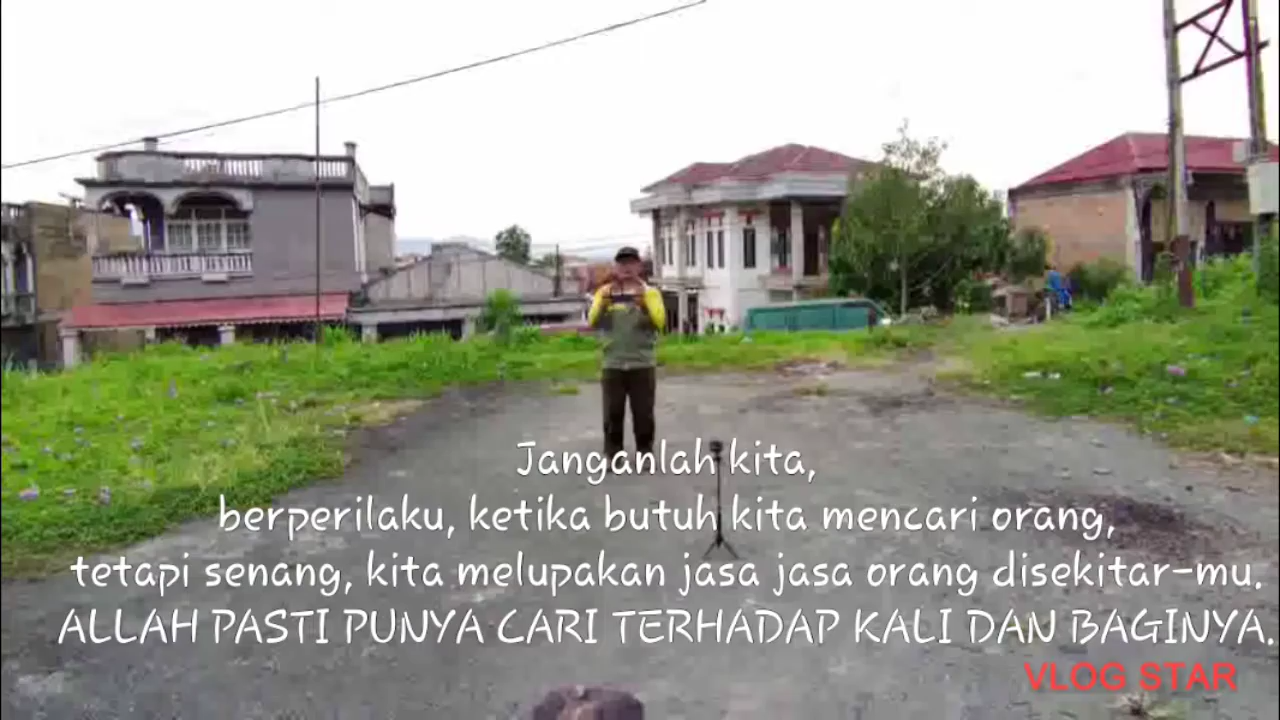 Janganlah kita,
berperilaku, ketika butuh kita mencari orang,
tetapi senang, kita melupakan jasa jasa orang disekitar-mu.
ALLAH PASTI PUNYA CARI TERHADAP KALI DAN BAGINYA.
VLOG STAR